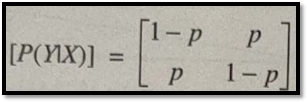 [P(Y\X)] = [1-p p
p 1-p]